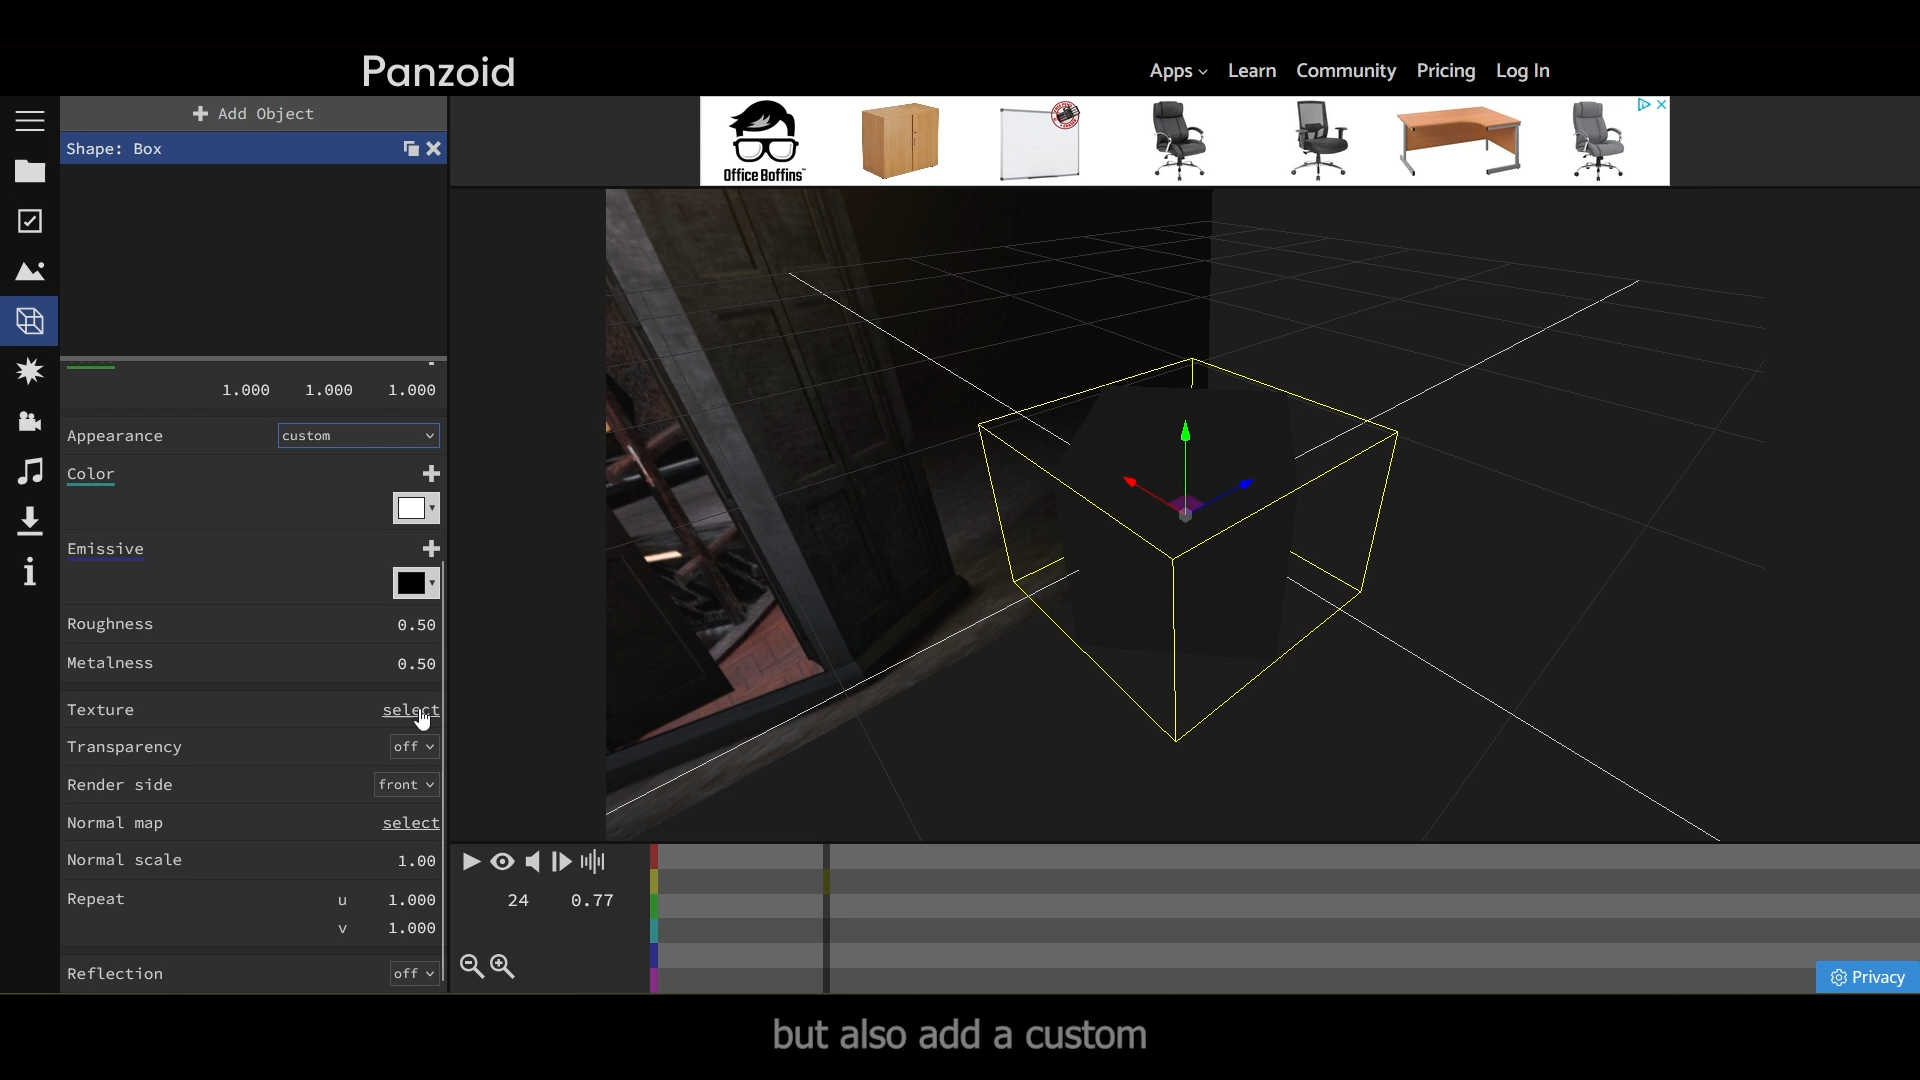 Panzoid
Apps
Learn
Community
Pricing
Log In
Add Object
Shape: Box
Office Boffins
1.000 1.000 1.000
Appearance custom
Color
Emissive
Roughness 0.50
Metalness 0.50
Texture select
Transparency off
Render side front
Normal map select
Normal scale 1.00
Repeat u 1.000
v 1.000
Reflection off
24 0.77
Privacy
but also add a custom